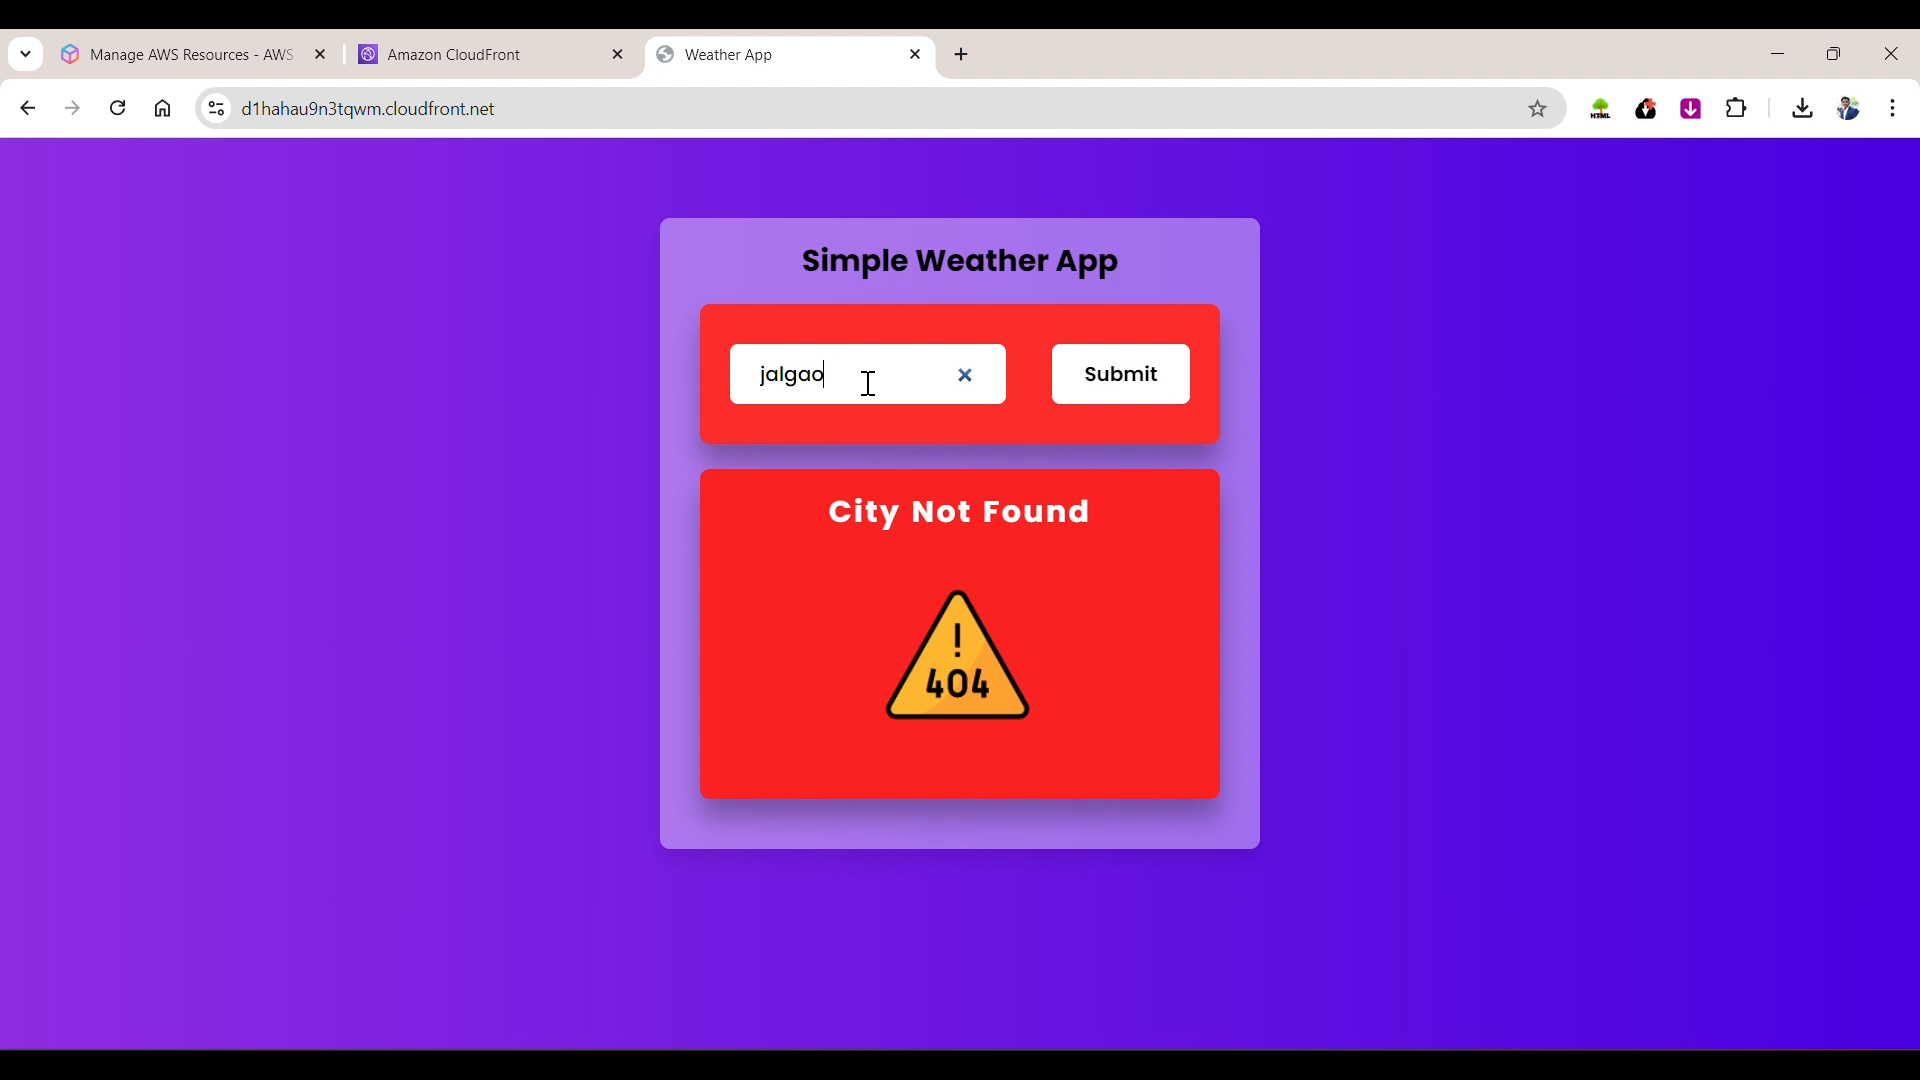 Manage AWS Resources - AWS
Amazon CloudFront
Weather App
d1hahau9n3tqwm.cloudfront.net
HTML
Simple Weather App
jalgao
Submit
City Not Found
!
404